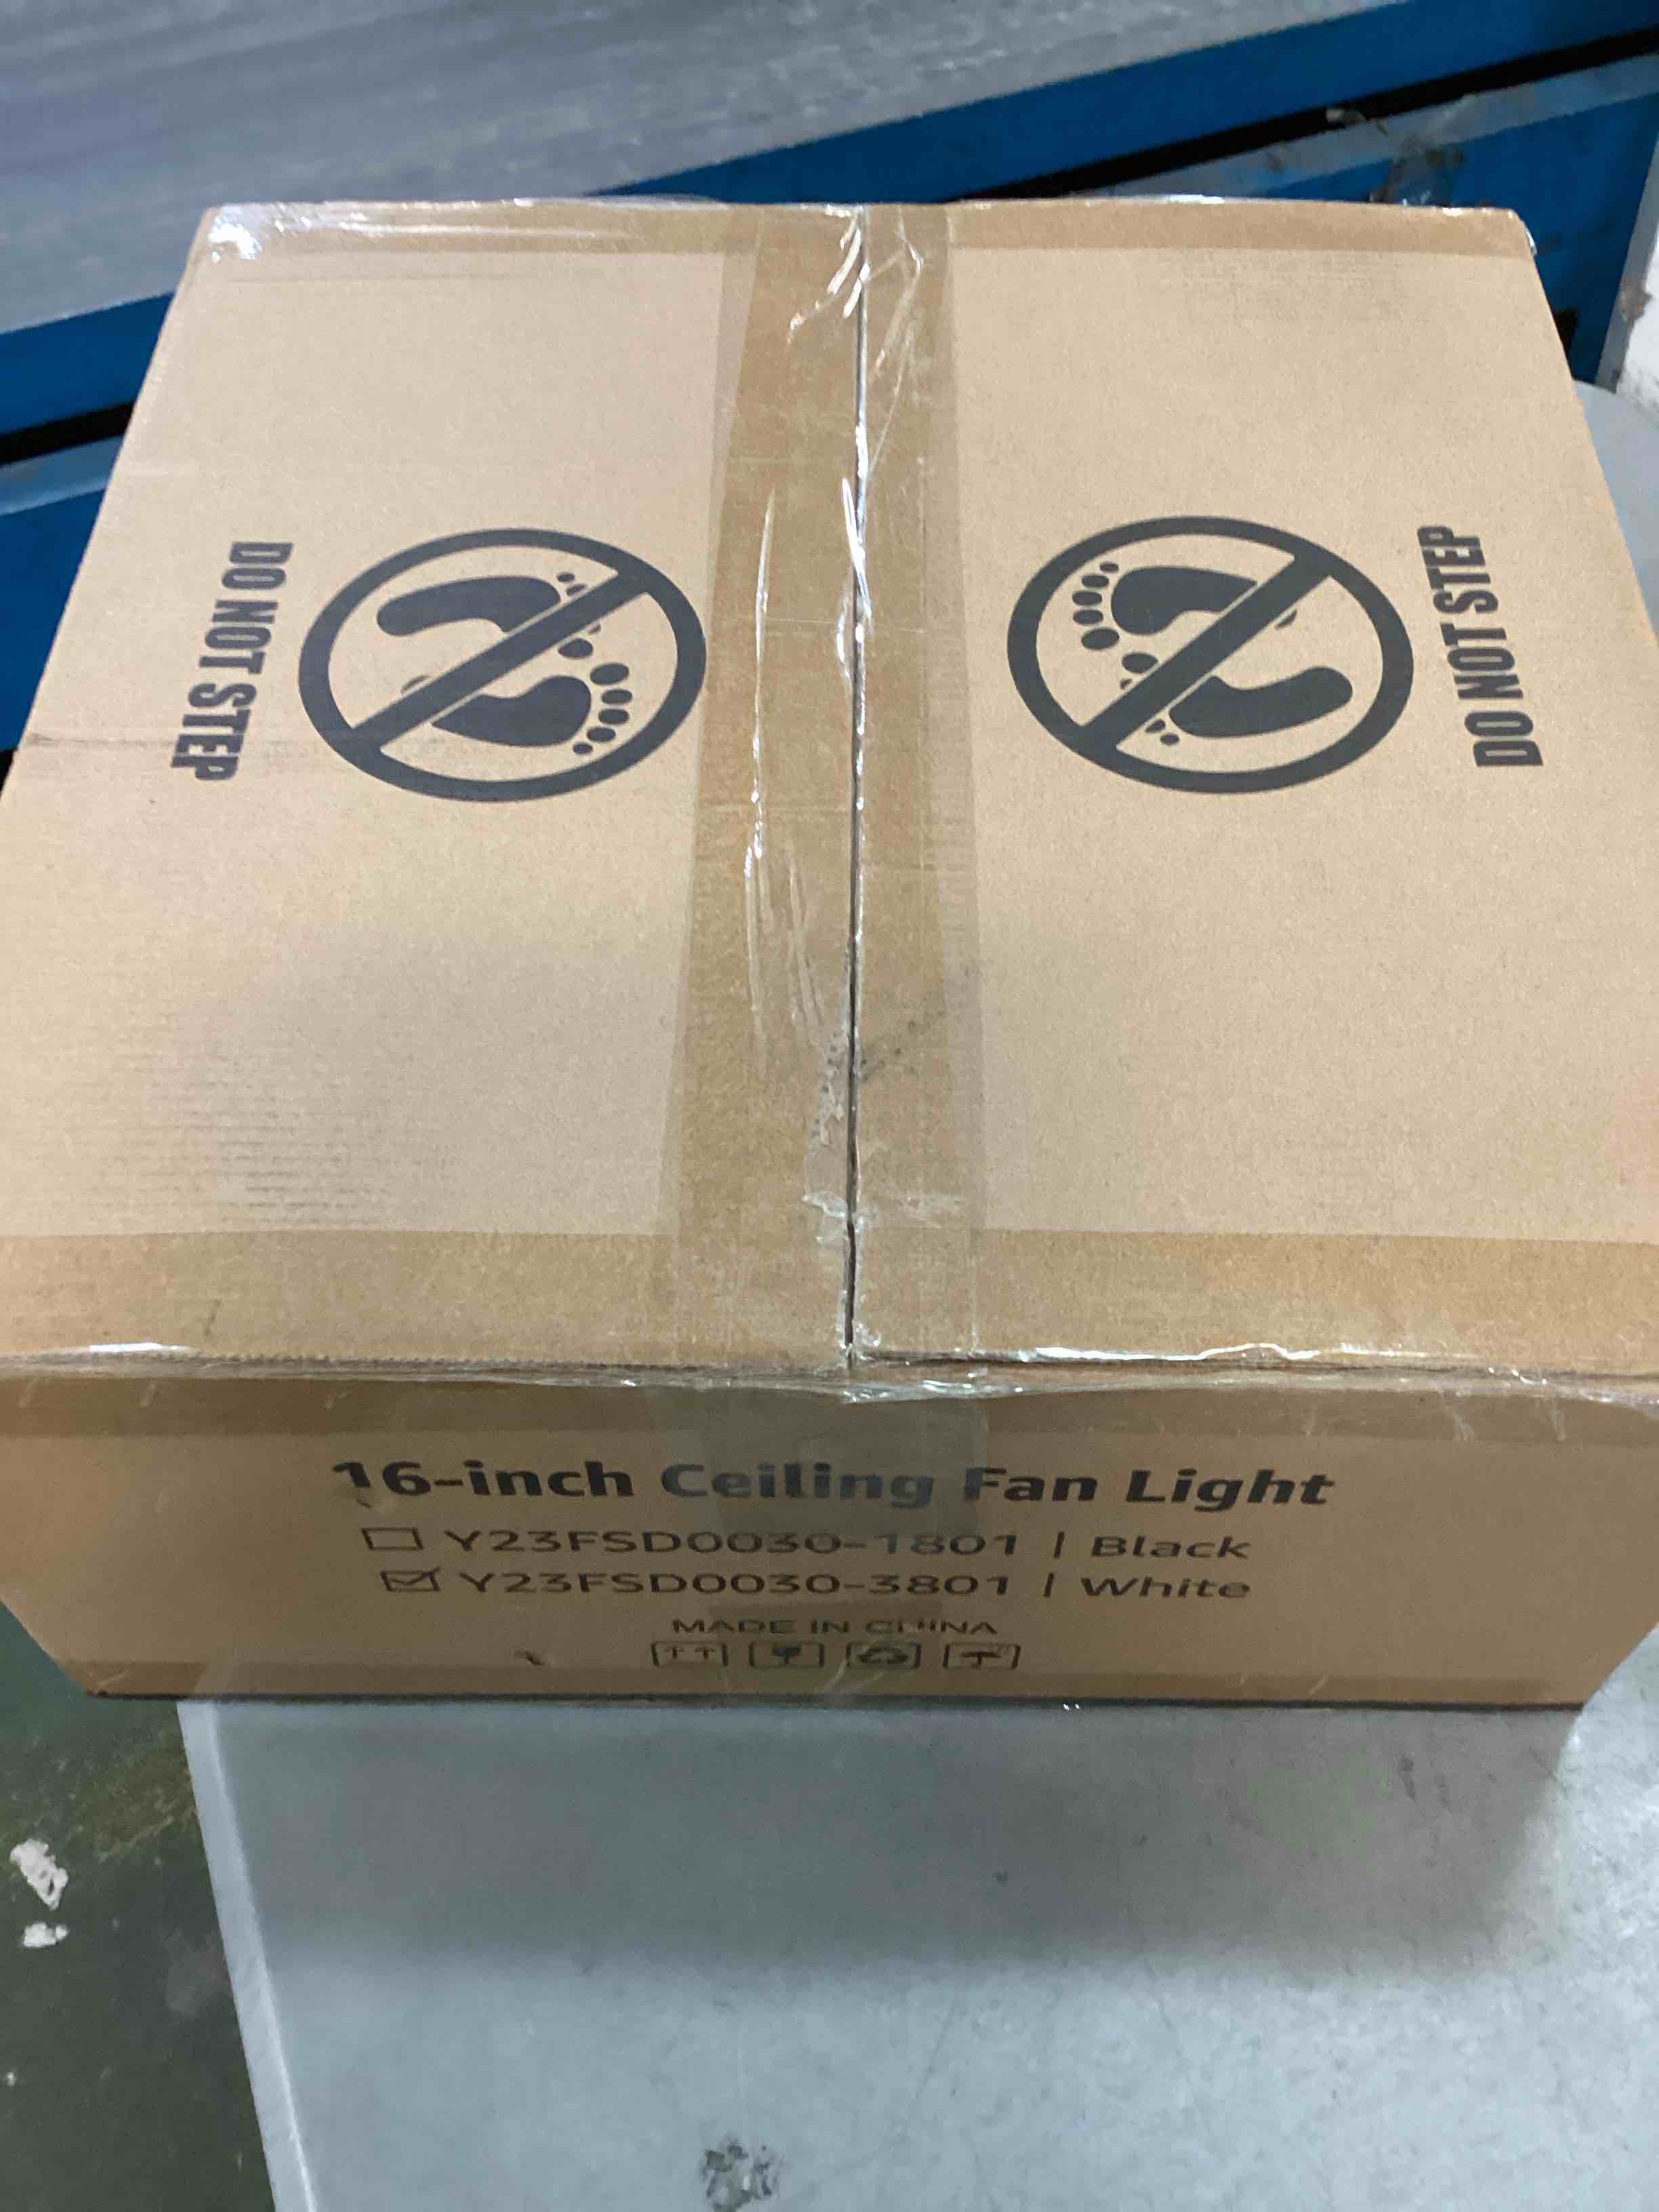 DO NOT STEP
DO NOT STEP
16-inch Ceiling Fan Light
Y23FSD0030-1801 | Black
Y23FSD0030-3801 | White
MADE IN CHINA